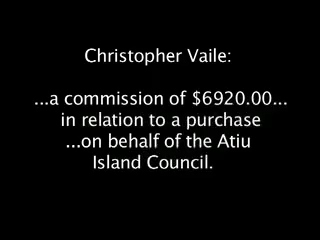 Christopher Vaile:
...a commission of $6920.00...
in relation to a purchase
...on behalf of the Atiu
Island Council.